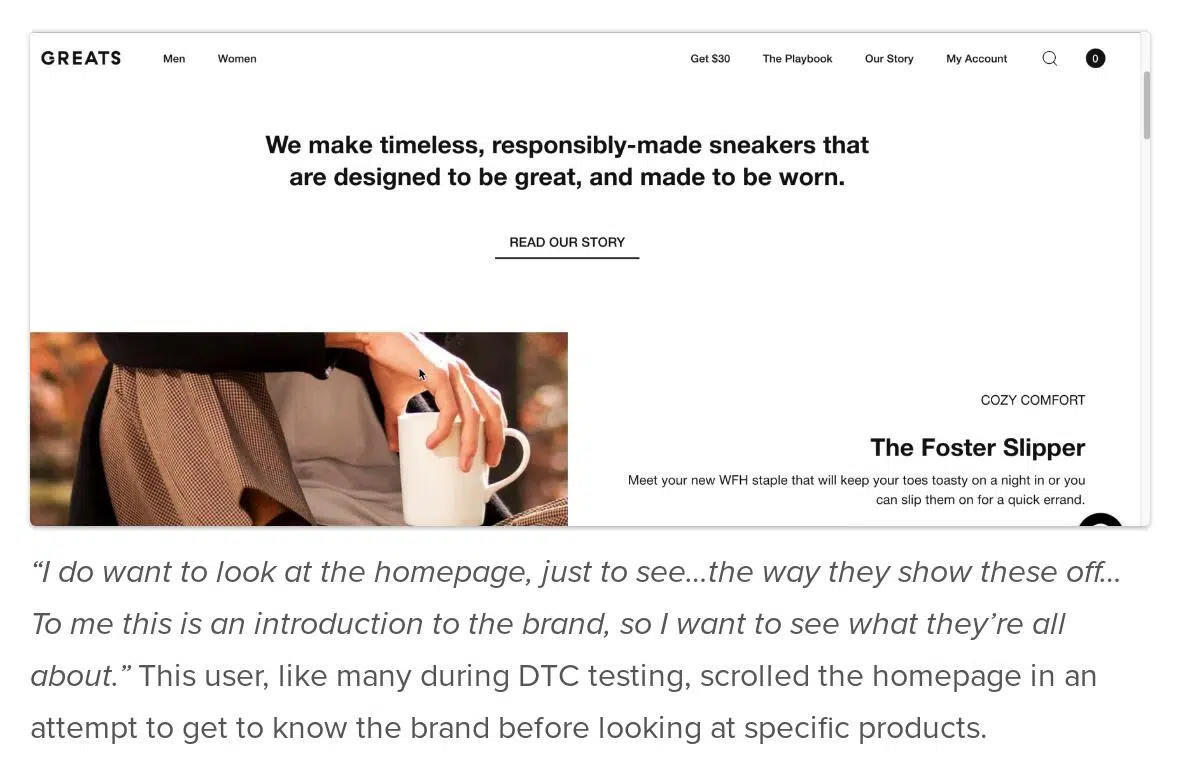 GREATS Men Women Get $30 The Playbook Our Story My Account 0
We make timeless, responsibly-made sneakers that
are designed to be great, and made to be worn.
READ OUR STORY
COZY COMFORT
The Foster Slipper
Meet your new WFH staple that will keep your toes toasty on a night in or you
can slip them on for a quick errand.
“I do want to look at the homepage, just to see...the way they show these off...
To me this is an introduction to the brand, so I want to see what they’re all
about.” This user, like many during DTC testing, scrolled the homepage in an
attempt to get to know the brand before looking at specific products.